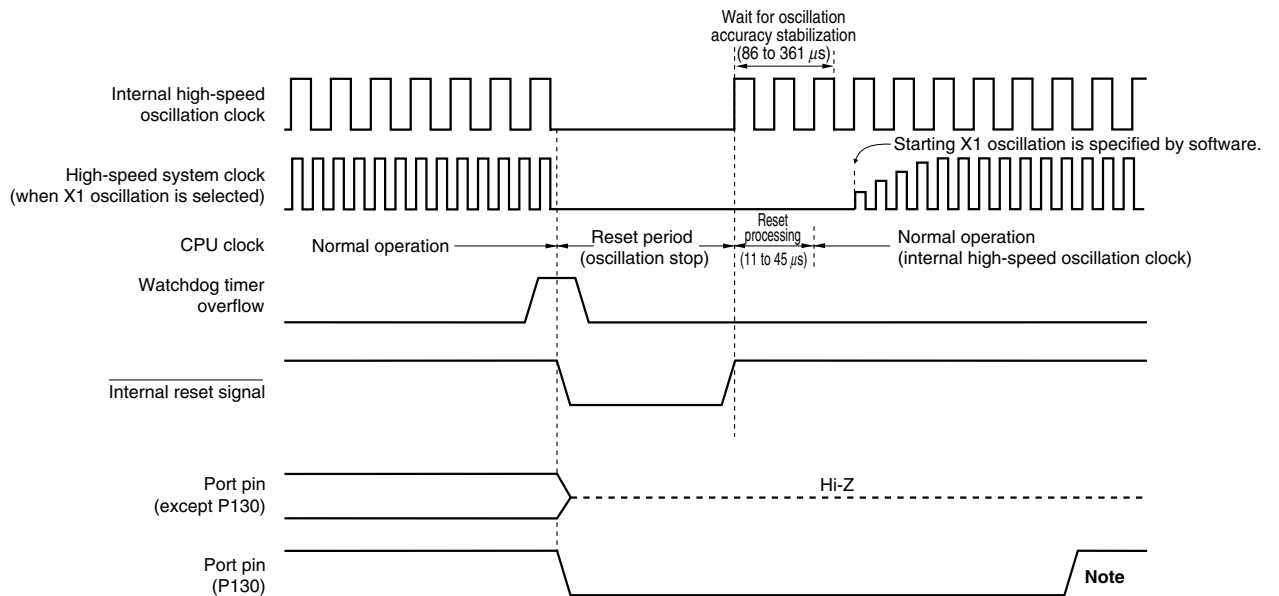 Wait for oscillation
accuracy stabilization
(86 to 361 μs)
Internal high-speed
oscillation clock
Starting X1 oscillation is specified by software.
High-speed system clock
(when X1 oscillation is selected)
CPU clock
Normal operation
Reset period
(oscillation stop)
Reset
processing
(11 to 45 μs)
Normal operation
(internal high-speed oscillation clock)
Watchdog timer
overflow
Internal reset signal
Port pin
(except P130)
Hi-Z
Port pin
(P130)
Note